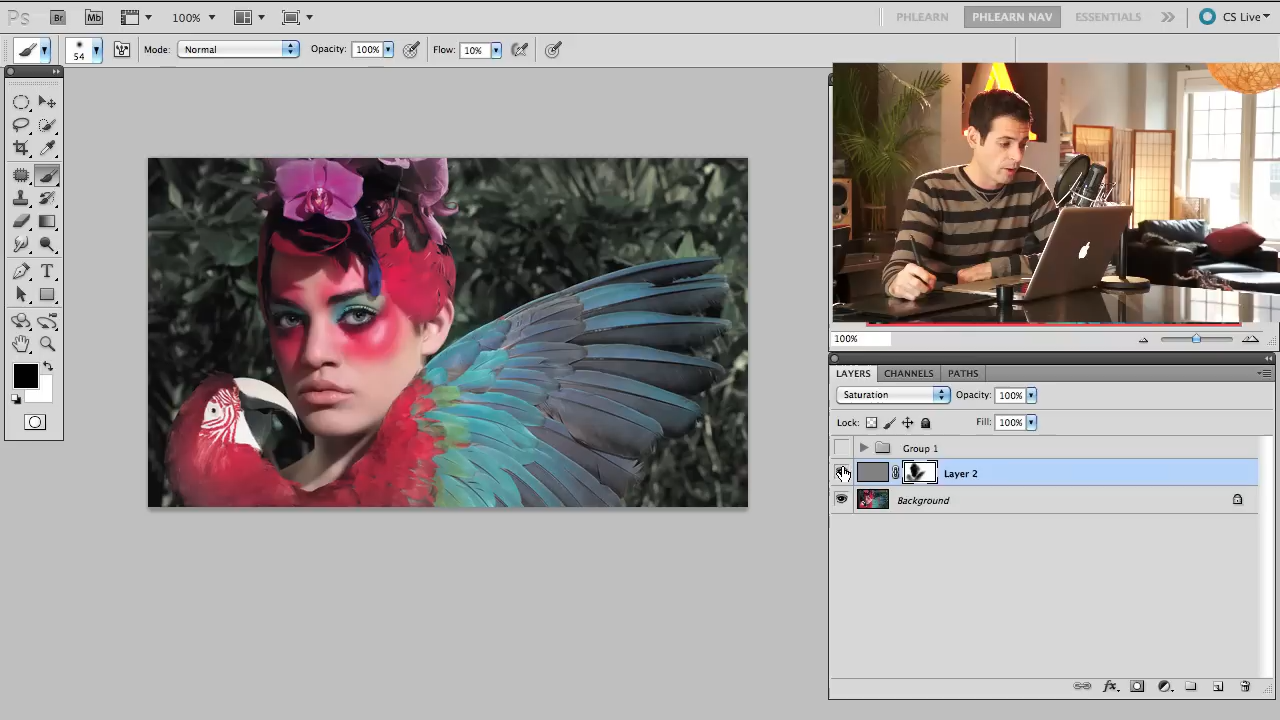 Ps Br Mb 100% PHLEARN PHLEARN NAV ESSENTIALS CS Live
54 Mode: Normal Opacity: 100% Flow: 10%
100%
LAYERS CHANNELS PATHS
Saturation Opacity: 100%
Lock: Fill: 100%
Group 1
Layer 2
Background
T
fx